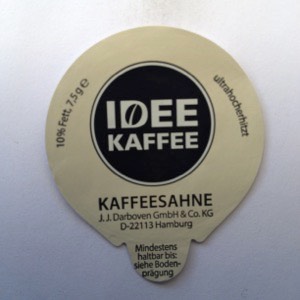 10% Fett, 7,5 g e
ultrahocherhitzt
IDEE
KAFFEE
KAFFEESAHNE
J. J. Darboven GmbH & Co. KG
D-22113 Hamburg
Mindestens
haltbar bis:
siehe Boden-
prägung